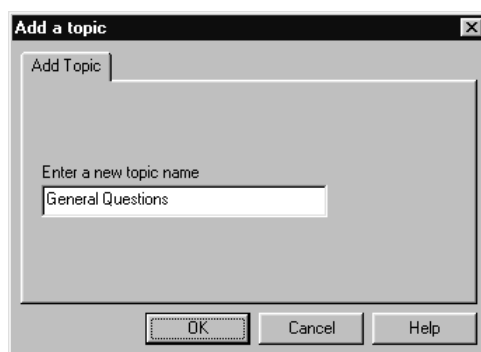 Add a topic
Add Topic
Enter a new topic name
General Questions
OK Cancel Help